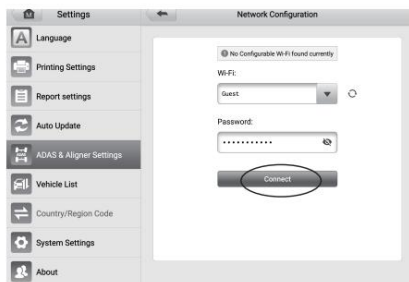 Settings
Network Configuration
Language
Printing Settings
Report settings
Auto Update
ADAS & Aligner Settings
Vehicle List
Country/Region Code
System Settings
About
No Configurable Wi-Fi found currently
Wi-Fi:
Guest
Password:
•••••••••••
Connect